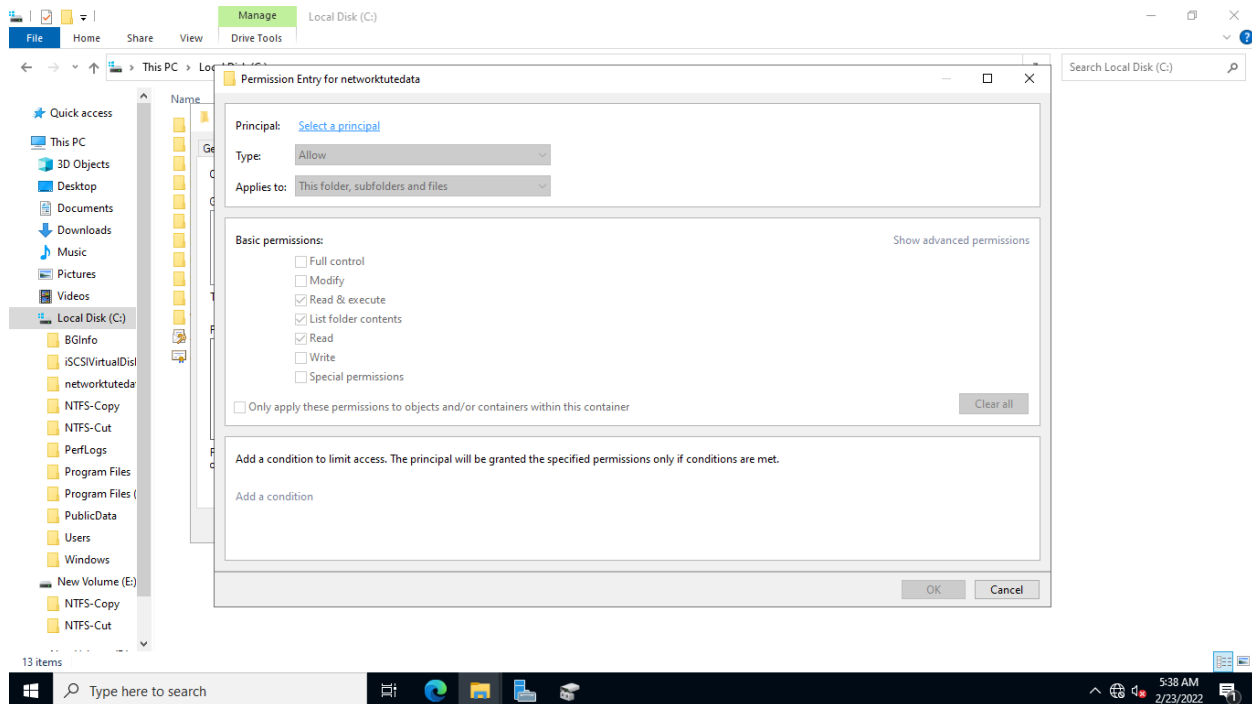 Manage
Local Disk (C:)
File
Home
Share
View
Drive Tools
This PC
Search Local Disk (C:)
Name
Quick access
This PC
3D Objects
Desktop
Documents
Downloads
Music
Pictures
Videos
Local Disk (C:)
BGInfo
iSCSIVirtualDisl
networktuteda
NTFS-Copy
NTFS-Cut
PerfLogs
Program Files
Program Files (
PublicData
Users
Windows
New Volume (E:)
NTFS-Copy
NTFS-Cut
13 items
Permission Entry for networktutedata
Principal: Select a principal
Type: Allow
Applies to: This folder, subfolders and files
Basic permissions: Show advanced permissions
Full control
Modify
Read & execute
List folder contents
Read
Write
Special permissions
Only apply these permissions to objects and/or containers within this container
Clear all
Add a condition to limit access. The principal will be granted the specified permissions only if conditions are met.
Add a condition
OK Cancel
Type here to search
5:38 AM
2/23/2022
1